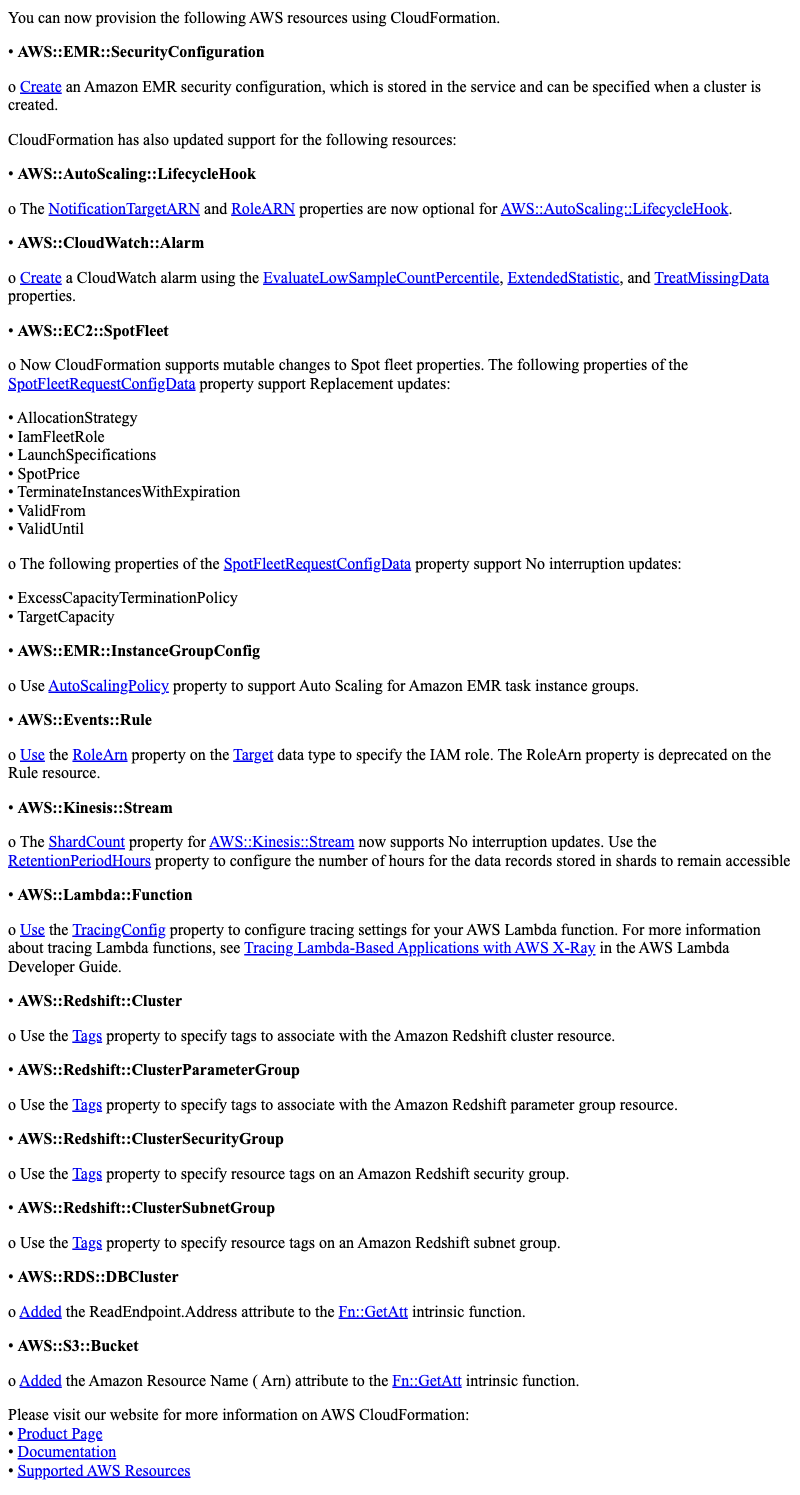 You can now provision the following AWS resources using CloudFormation.
• AWS::EMR::SecurityConfiguration
o Create an Amazon EMR security configuration, which is stored in the service and can be specified when a cluster is
created.
CloudFormation has also updated support for the following resources:
• AWS::AutoScaling::LifecycleHook
o The NotificationTargetARN and RoleARN properties are now optional for AWS::AutoScaling::LifecycleHook.
• AWS::CloudWatch::Alarm
o Create a CloudWatch alarm using the EvaluateLowSampleCountPercentile, ExtendedStatistic, and TreatMissingData
properties.
• AWS::EC2::SpotFleet
o Now CloudFormation supports mutable changes to Spot fleet properties. The following properties of the
SpotFleetRequestConfigData property support Replacement updates:
• AllocationStrategy
• IamFleetRole
• LaunchSpecifications
• SpotPrice
• TerminateInstancesWithExpiration
• ValidFrom
• ValidUntil
o The following properties of the SpotFleetRequestConfigData property support No interruption updates:
• ExcessCapacityTerminationPolicy
• TargetCapacity
• AWS::EMR::InstanceGroupConfig
o Use AutoScalingPolicy property to support Auto Scaling for Amazon EMR task instance groups.
• AWS::Events::Rule
o Use the RoleArn property on the Target data type to specify the IAM role. The RoleArn property is deprecated on the
Rule resource.
• AWS::Kinesis::Stream
o The ShardCount property for AWS::Kinesis::Stream now supports No interruption updates. Use the
RetentionPeriodHours property to configure the number of hours for the data records stored in shards to remain accessible
• AWS::Lambda::Function
o Use the TracingConfig property to configure tracing settings for your AWS Lambda function. For more information
about tracing Lambda functions, see Tracing Lambda-Based Applications with AWS X-Ray in the AWS Lambda
Developer Guide.
• AWS::Redshift::Cluster
o Use the Tags property to specify tags to associate with the Amazon Redshift cluster resource.
• AWS::Redshift::ClusterParameterGroup
o Use the Tags property to specify tags to associate with the Amazon Redshift parameter group resource.
• AWS::Redshift::ClusterSecurityGroup
o Use the Tags property to specify resource tags on an Amazon Redshift security group.
• AWS::Redshift::ClusterSubnetGroup
o Use the Tags property to specify resource tags on an Amazon Redshift subnet group.
• AWS::RDS::DBCluster
o Added the ReadEndpoint.Address attribute to the Fn::GetAtt intrinsic function.
• AWS::S3::Bucket
o Added the Amazon Resource Name ( Arn) attribute to the Fn::GetAtt intrinsic function.
Please visit our website for more information on AWS CloudFormation:
• Product Page
• Documentation
• Supported AWS Resources